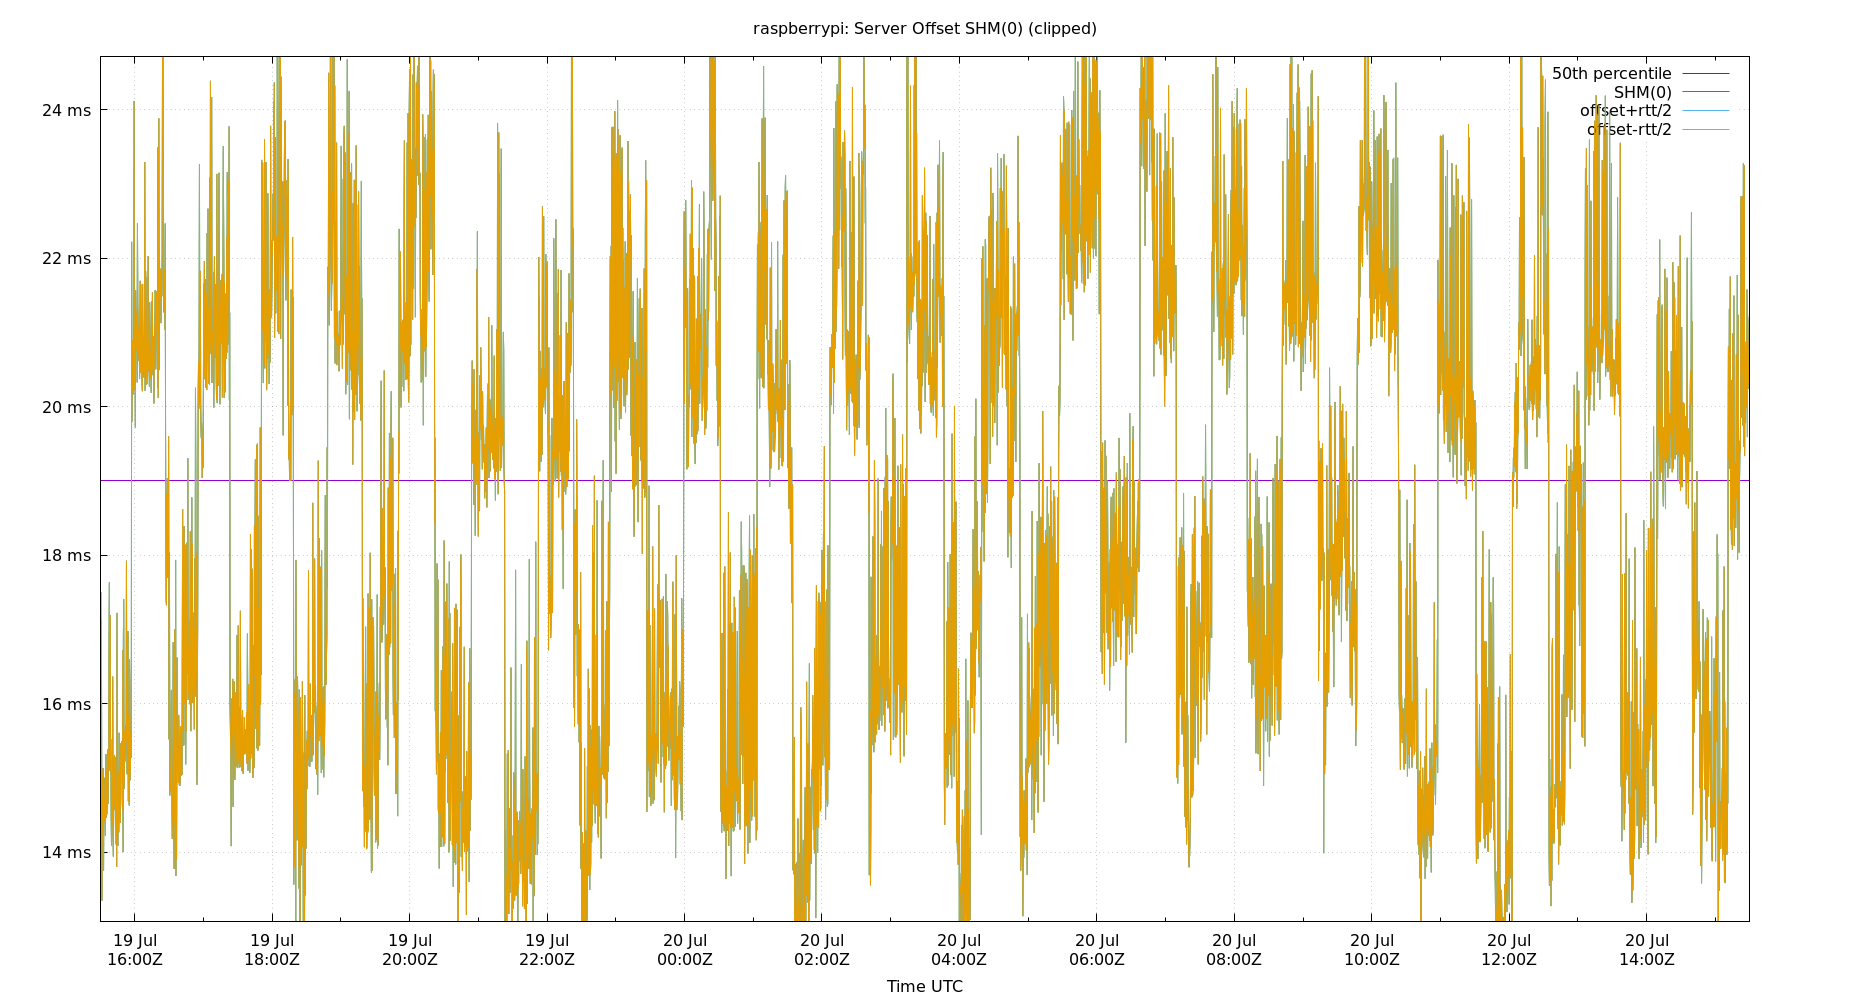 raspberrypi: Server Offset SHM(0) (clipped)
50th percentile
SHM(0)
offset+rtt/2
offset-rtt/2
24 ms
22 ms
20 ms
18 ms
16 ms
14 ms
19 Jul 19 Jul 19 Jul 19 Jul 20 Jul 20 Jul 20 Jul 20 Jul 20 Jul 20 Jul 20 Jul 20 Jul
16:00Z 18:00Z 20:00Z 22:00Z 00:00Z 02:00Z 04:00Z 06:00Z 08:00Z 10:00Z 12:00Z 14:00Z
Time UTC